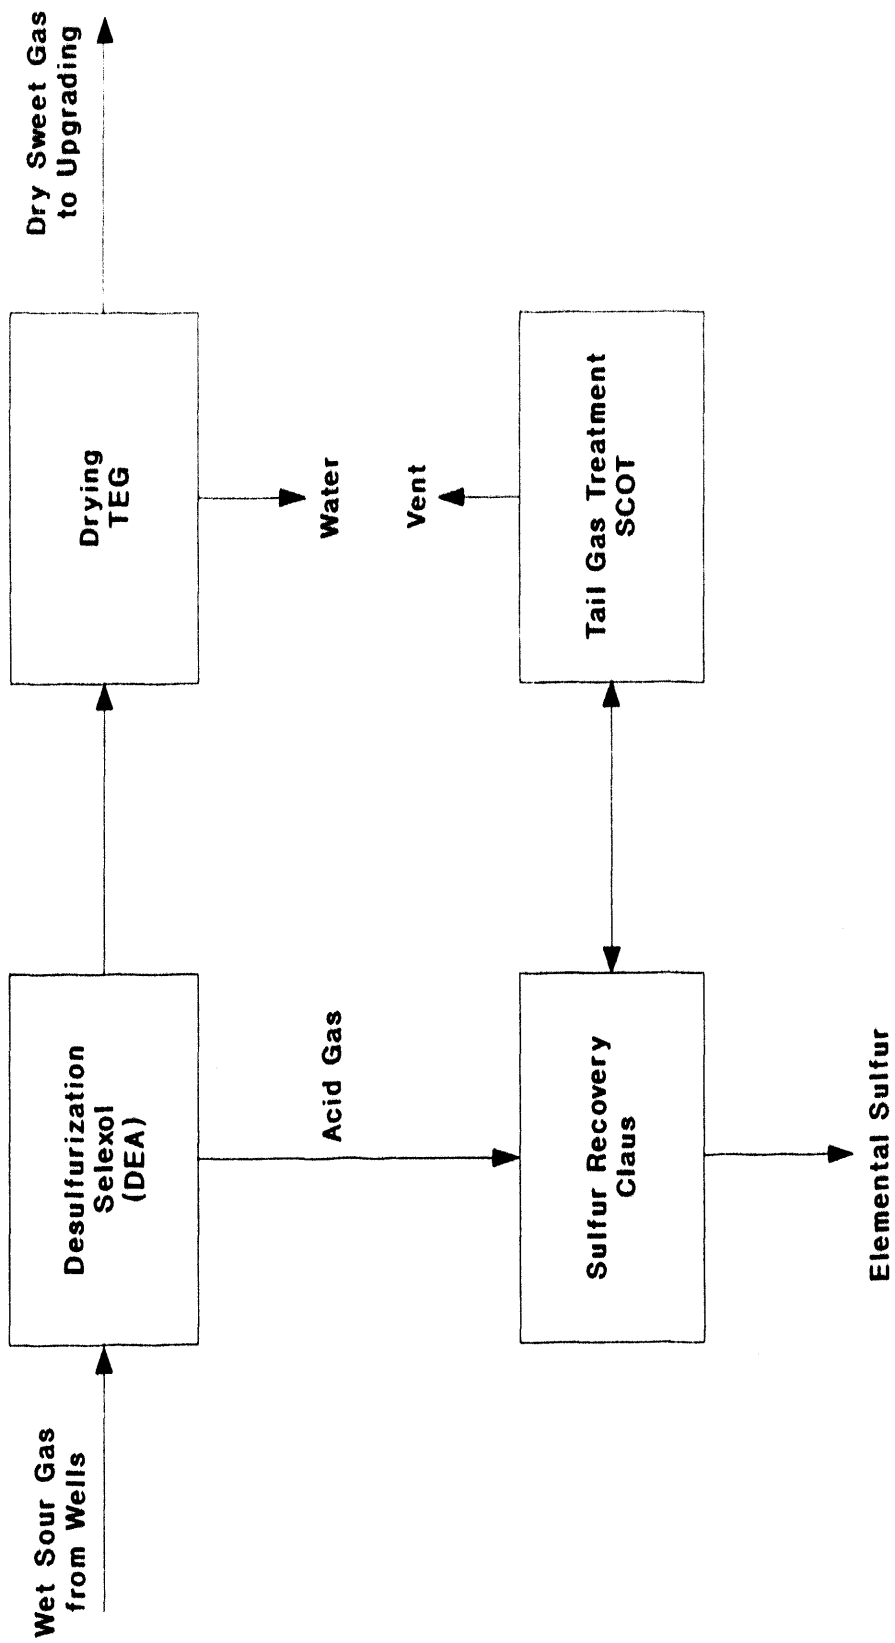 Wet Sour Gas
from Wells
Desulfurization
Selexol
(DEA)
Drying
TEG
Dry Sweet Gas
to Upgrading
Acid Gas
Water
Vent
Sulfur Recovery
Claus
Tail Gas Treatment
SCOT
Elemental Sulfur